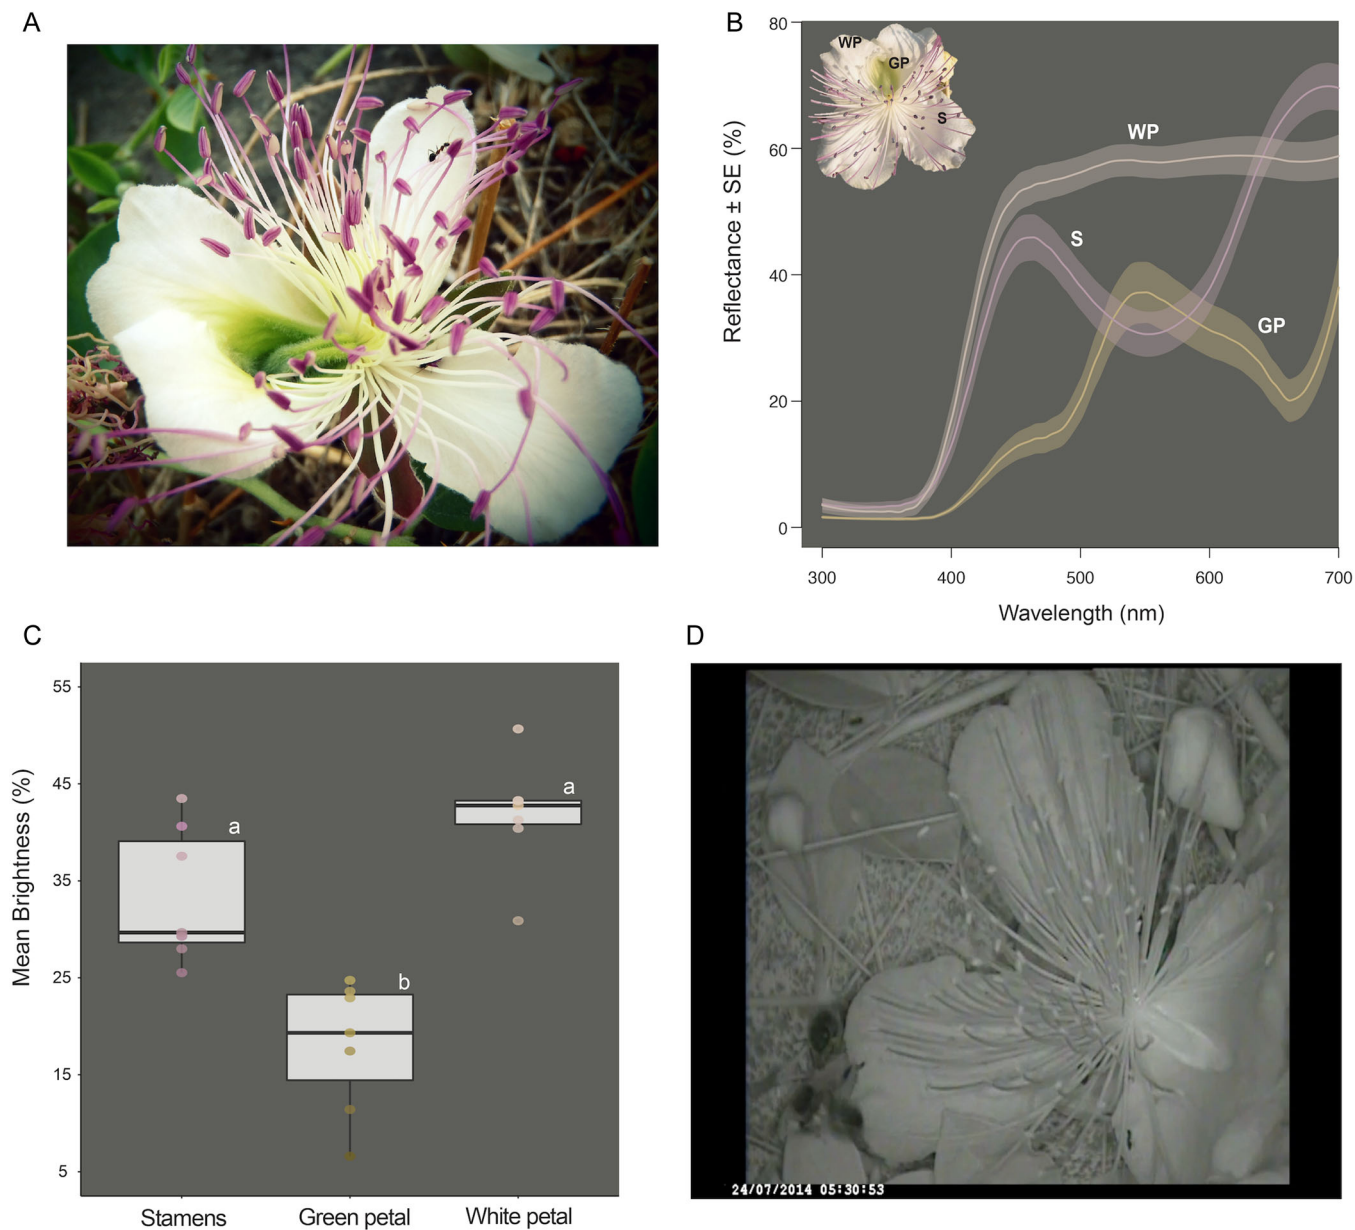 A
B
80
60
40
20
0
Reflectance ± SE (%)
WP
GP
S
WP
S
GP
300 400 500 600 700
Wavelength (nm)
C
55
45
35
25
15
5
Mean Brightness (%)
a
b
a
Stamens Green petal White petal
D
24/07/2014 05:30:53